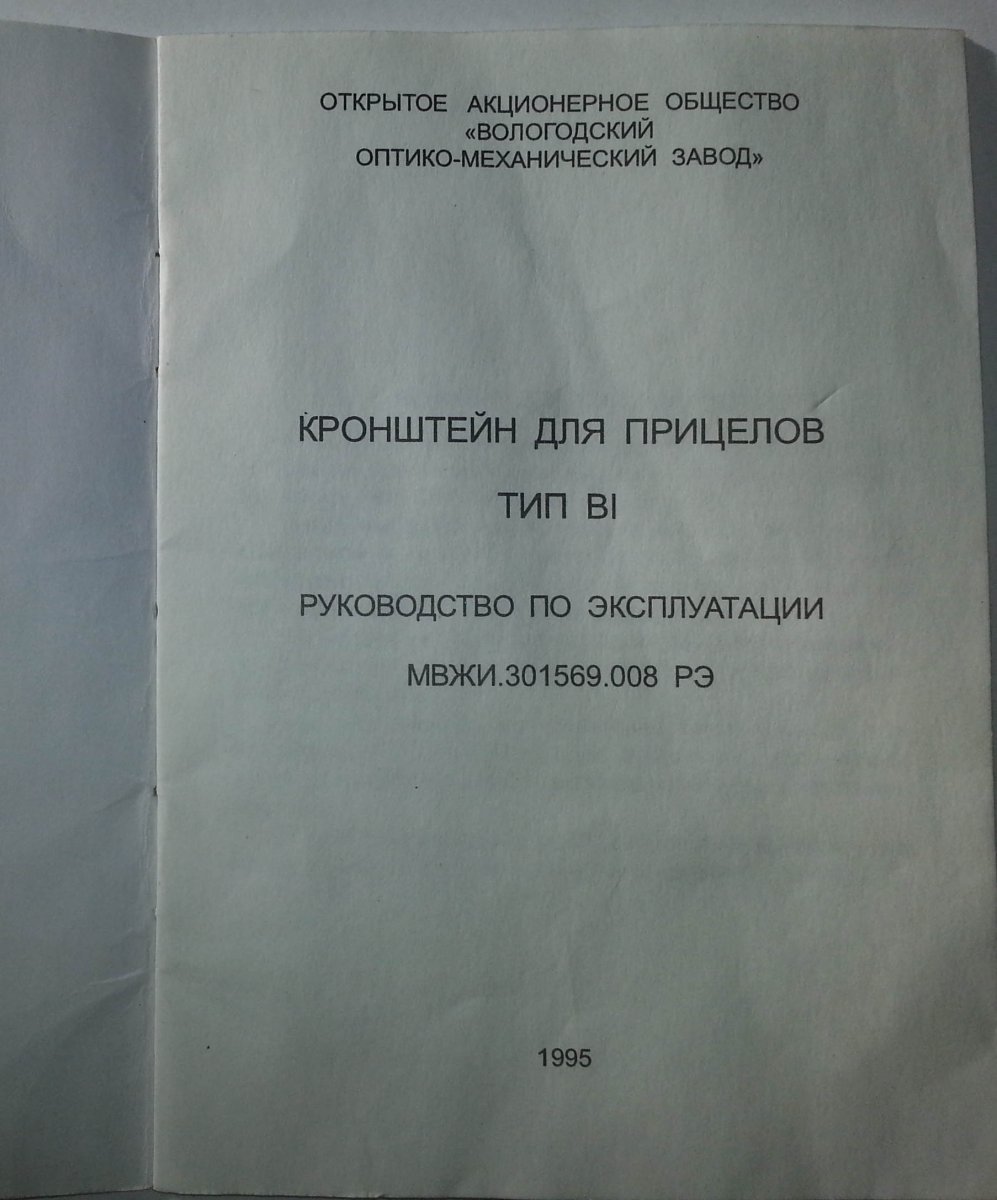 ОТКРЫТОЕ АКЦИОНЕРНОЕ ОБЩЕСТВО
«ВОЛОГОДСКИЙ
ОПТИКО-МЕХАНИЧЕСКИЙ ЗАВОД»
КРОНШТЕЙН ДЛЯ ПРИЦЕЛОВ
ТИП BI
РУКОВОДСТВО ПО ЭКСПЛУАТАЦИИ
МВЖИ.301569.008 РЭ
1995